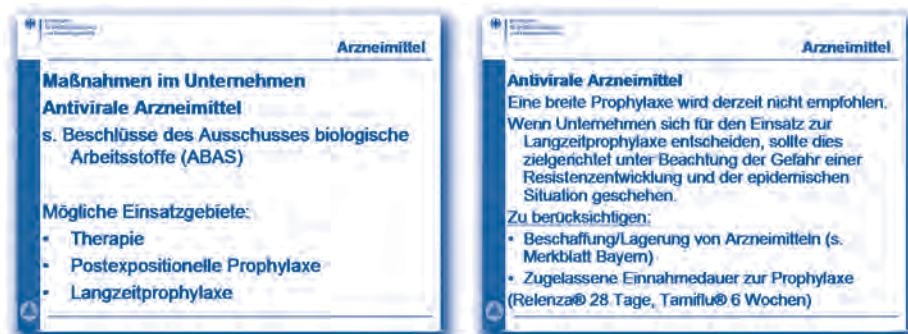 Arzneimittel
Maßnahmen im Unternehmen
Antivirale Arzneimittel
s. Beschlüsse des Ausschusses biologische
Arbeitsstoffe (ABAS)
Mögliche Einsatzgebiete:
• Therapie
• Postexpositionelle Prophylaxe
• Langzeitprophylaxe
Arzneimittel
Antivirale Arzneimittel
Eine breite Prophylaxe wird derzeit nicht empfohlen.
Wenn Unternehmen sich für den Einsatz zur
Langzeitprophylaxe entscheiden, sollte dies
zielgerichtet unter Beachtung der Gefahr einer
Resistenzentwicklung und der epidemischen
Situation geschehen.
Zu berücksichtigen:
• Beschaffung/Lagerung von Arzneimitteln (s.
Merkblatt Bayern)
• Zugelassene Einnahmedauer zur Prophylaxe
(Relenza® 28 Tage, Tamiflu® 6 Wochen)